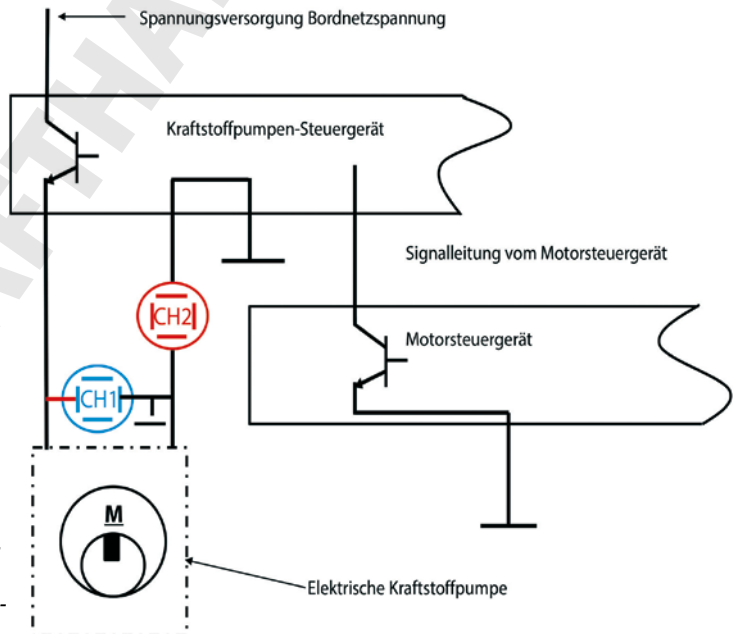 Spannungsversorgung Bordnetzspannung
Kraftstoffpumpen-Steuergerät
Signalleitung vom Motorsteuergerät
CH2
Motorsteuergerät
CH1
M
Elektrische Kraftstoffpumpe